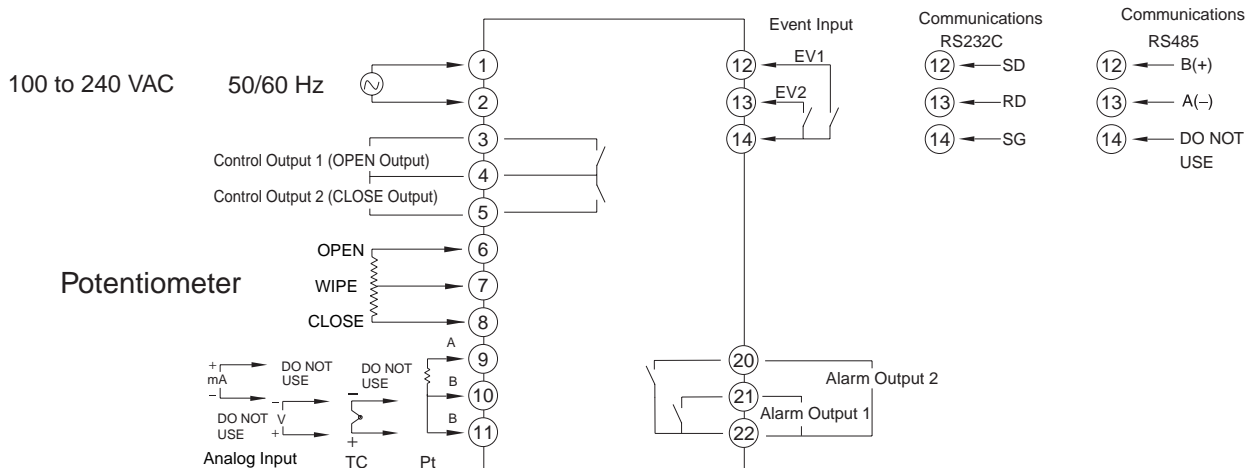 Event Input
Communications
RS232C
Communications
RS485
100 to 240 VAC 50/60 Hz
1
2
3
4
5
6
7
8
9
10
11
Control Output 1 (OPEN Output)
Control Output 2 (CLOSE Output)
Potentiometer
OPEN
WIPE
CLOSE
+
mA
−
DO NOT
USE
DO NOT
USE
−
V
+
Analog Input
DO NOT
USE
−
+
TC
A
B
B
Pt
12
13
14
EV1
EV2
12 SD
13 RD
14 SG
12 B(+)
13 A(−)
14 DO NOT
USE
20
21
22
Alarm Output 2
Alarm Output 1